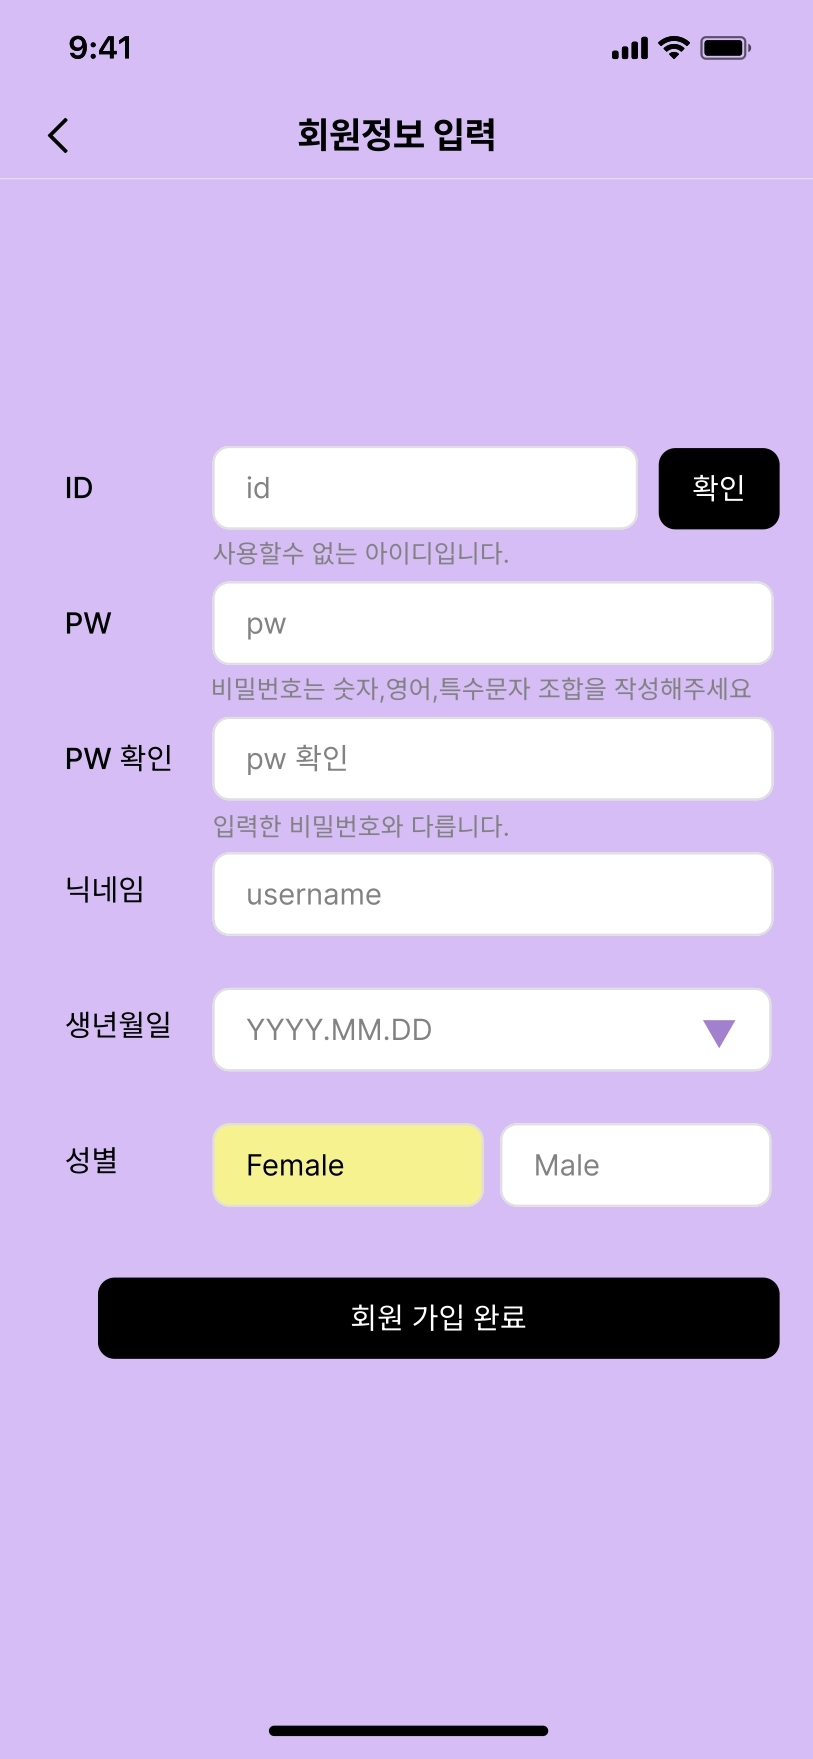 9:41
회원정보 입력
ID
id
확인
사용할수 없는 아이디입니다.
PW
pw
비밀번호는 숫자,영어,특수문자 조합을 작성해주세요
PW 확인
pw 확인
입력한 비밀번호와 다릅니다.
닉네임
username
생년월일
YYYY.MM.DD
성별
Female
Male
회원 가입 완료